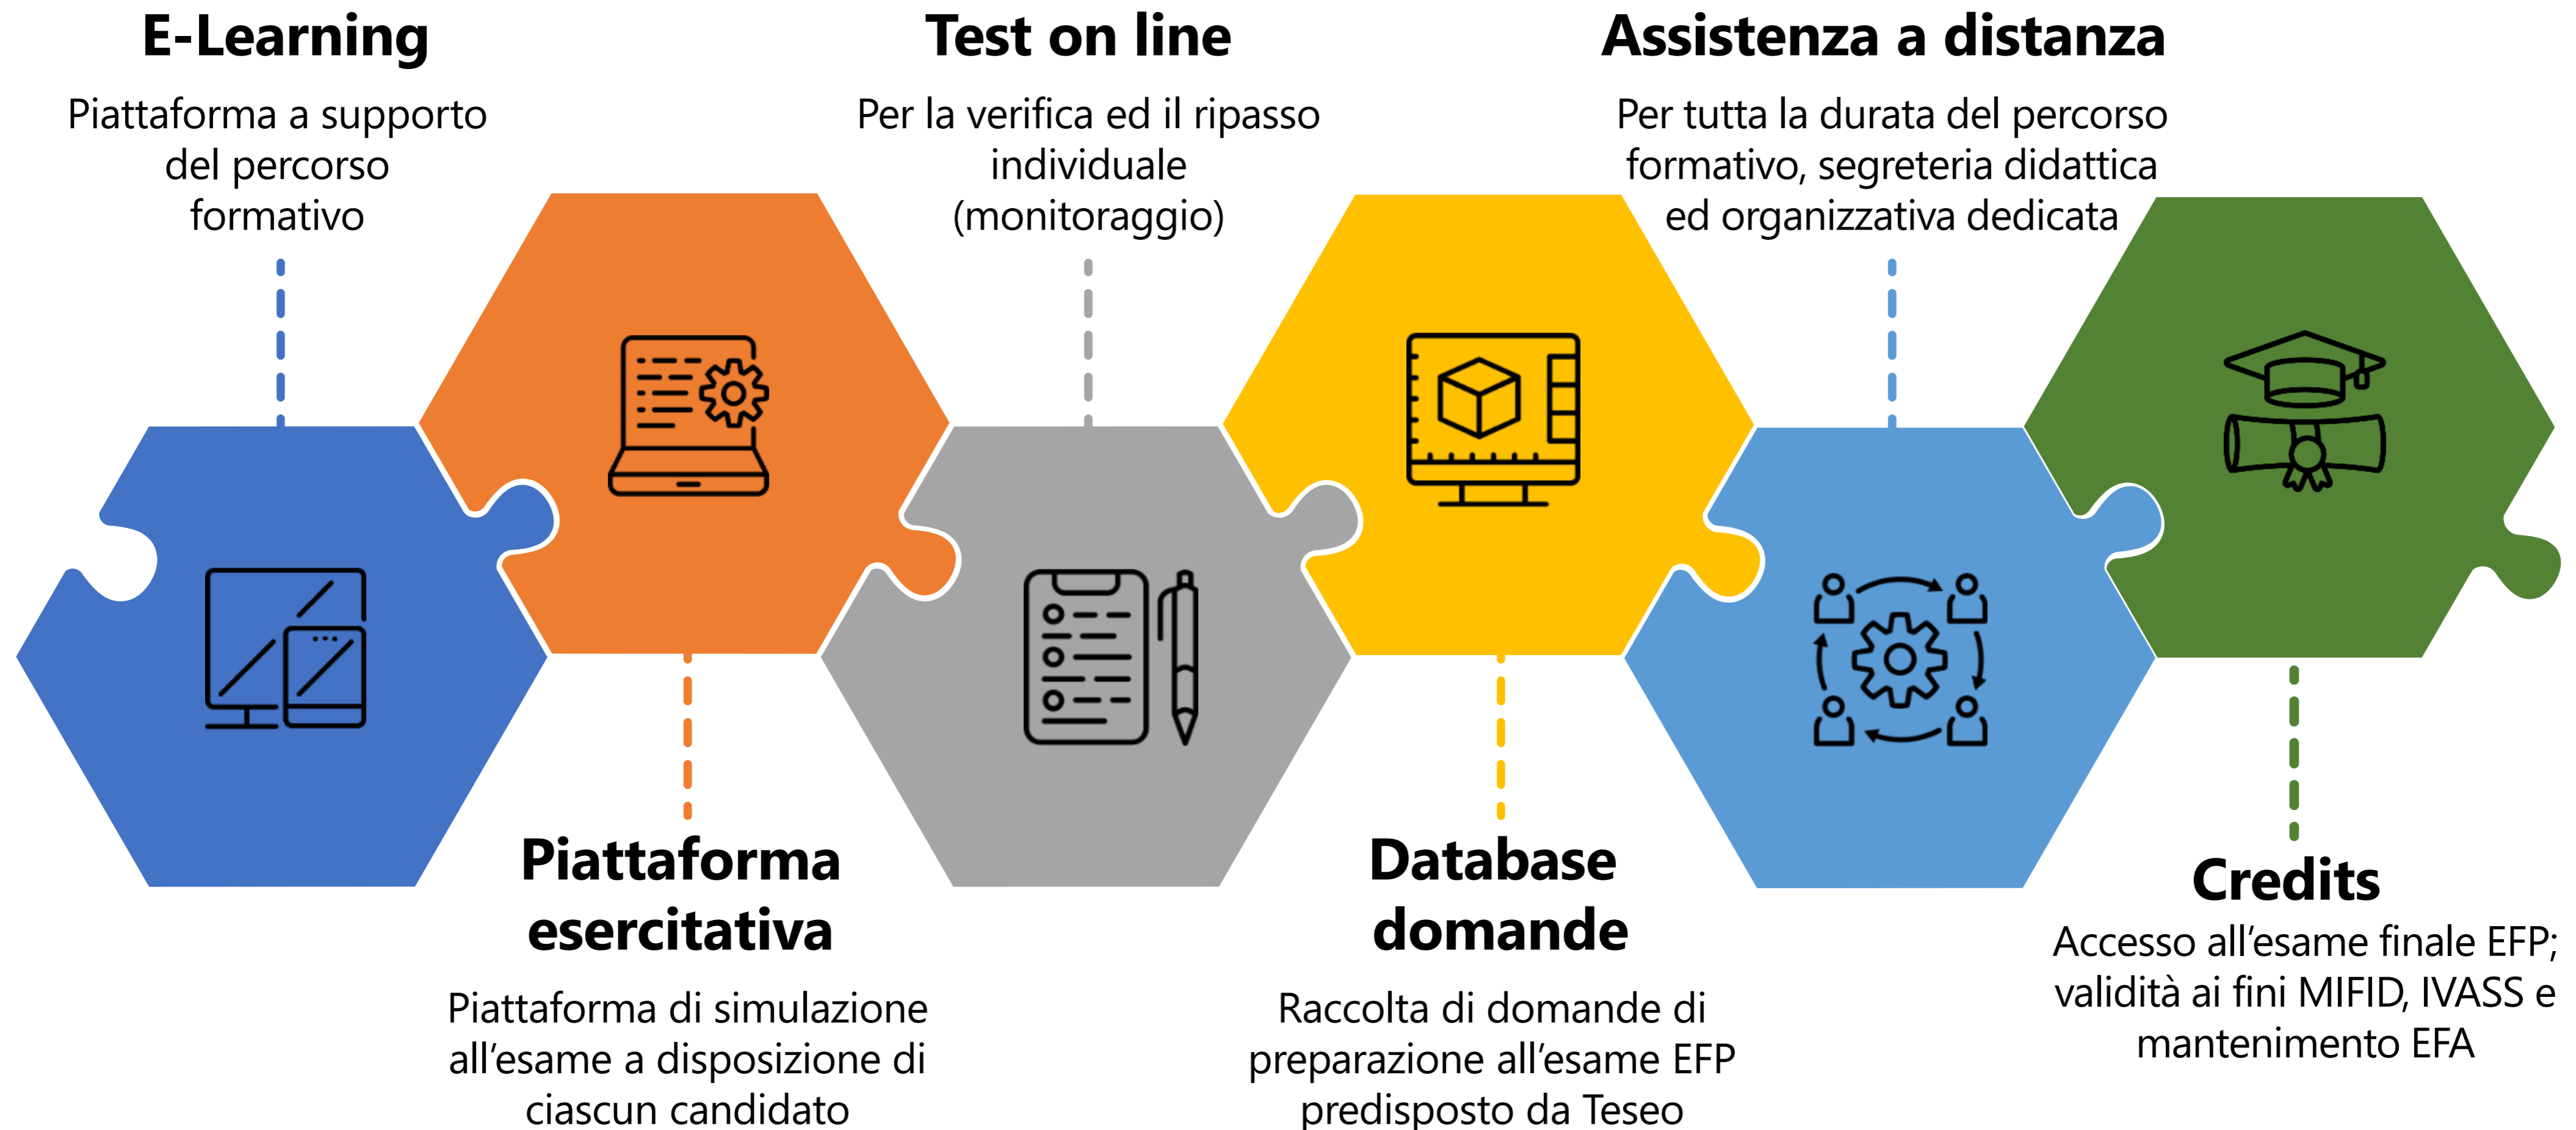 E-Learning
Piattaforma a supporto
del percorso
formativo
Piattaforma
esercitativa
Piattaforma di simulazione
all’esame a disposizione di
ciascun candidato
Test on line
Per la verifica ed il ripasso
individuale
(monitoraggio)
Database
domande
Raccolta di domande di
preparazione all’esame EFP
predisposto da Teseo
Assistenza a distanza
Per tutta la durata del percorso
formativo, segreteria didattica
ed organizzativa dedicata
Credits
Accesso all’esame finale EFP;
validità ai fini MIFID, IVASS e
mantenimento EFA